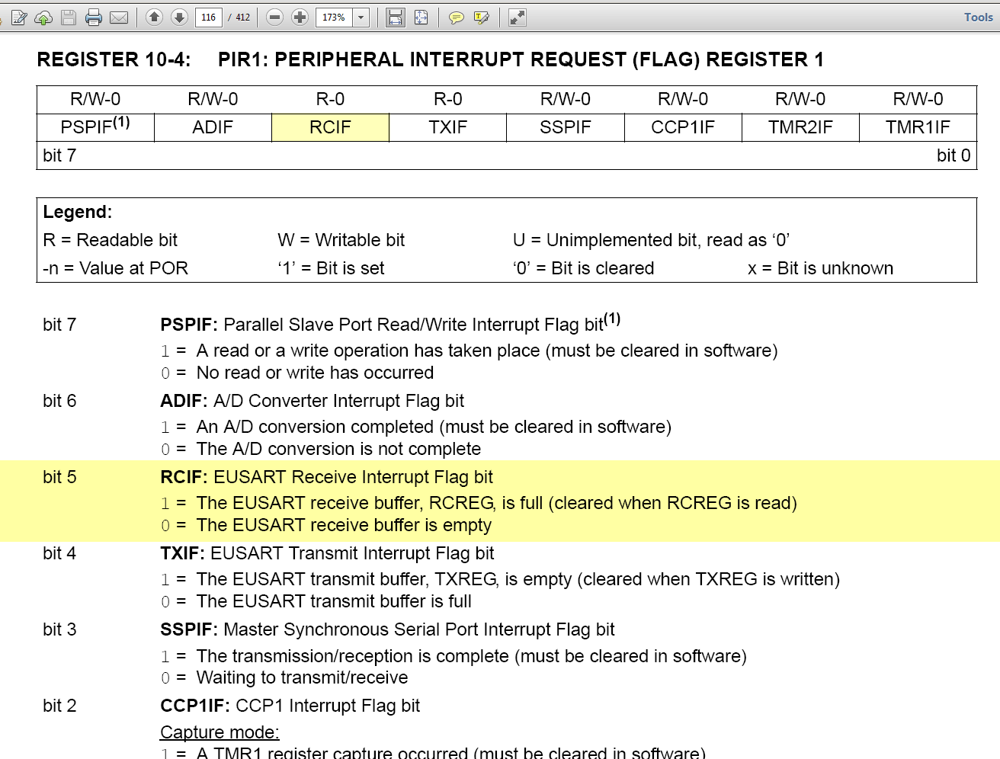 116 / 412 173% Tools
REGISTER 10-4: PIR1: PERIPHERAL INTERRUPT REQUEST (FLAG) REGISTER 1
R/W-0 R/W-0 R-0 R-0 R/W-0 R/W-0 R/W-0 R/W-0
PSPIF(1) ADIF RCIF TXIF SSPIF CCP1IF TMR2IF TMR1IF
bit 7 bit 0
Legend:
R = Readable bit W = Writable bit U = Unimplemented bit, read as ‘0’
-n = Value at POR ‘1’ = Bit is set ‘0’ = Bit is cleared x = Bit is unknown
bit 7 PSPIF: Parallel Slave Port Read/Write Interrupt Flag bit(1)
1 = A read or a write operation has taken place (must be cleared in software)
0 = No read or write has occurred
bit 6 ADIF: A/D Converter Interrupt Flag bit
1 = An A/D conversion completed (must be cleared in software)
0 = The A/D conversion is not complete
bit 5 RCIF: EUSART Receive Interrupt Flag bit
1 = The EUSART receive buffer, RCREG, is full (cleared when RCREG is read)
0 = The EUSART receive buffer is empty
bit 4 TXIF: EUSART Transmit Interrupt Flag bit
1 = The EUSART transmit buffer, TXREG, is empty (cleared when TXREG is written)
0 = The EUSART transmit buffer is full
bit 3 SSPIF: Master Synchronous Serial Port Interrupt Flag bit
1 = The transmission/reception is complete (must be cleared in software)
0 = Waiting to transmit/receive
bit 2 CCP1IF: CCP1 Interrupt Flag bit
Capture mode:
1 = A TMR1 register capture occurred (must be cleared in software)